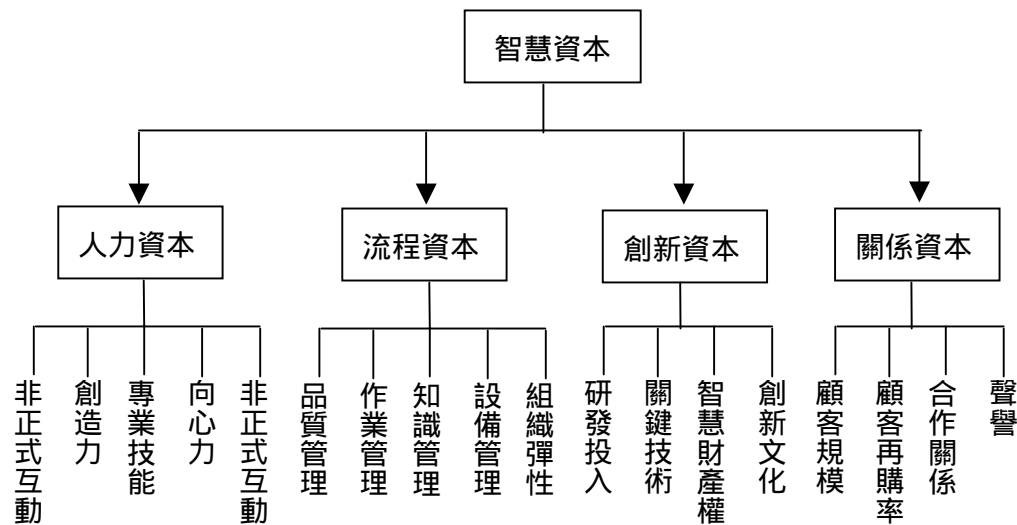 智慧資本
人力資本
流程資本
創新資本
關係資本
非正式互動
創造力
專業技能
向心力
非正式互動
品質管理
作業管理
知識管理
設備管理
組織彈性
研發投入
關鍵技術
智慧財產權
創新文化
顧客規模
顧客再購率
合作關係
聲譽